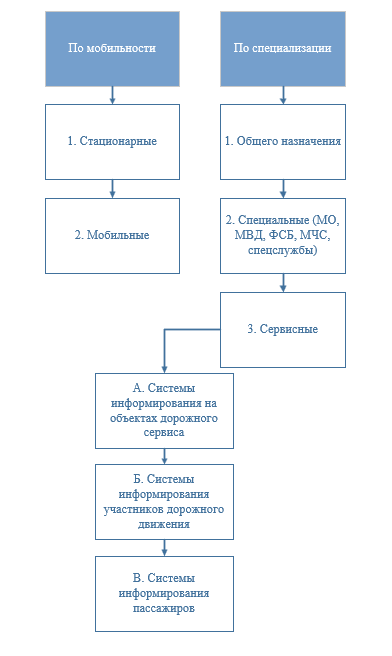 По мобильности
По специализации
1. Стационарные
1. Общего назначения
2. Мобильные
2. Специальные (МО,
МВД, ФСБ, МЧС,
спецслужбы)
3. Сервисные
А. Системы
информирования на
объектах дорожного
сервиса
Б. Системы
информирования
участников дорожного
движения
В. Системы
информирования
пассажиров